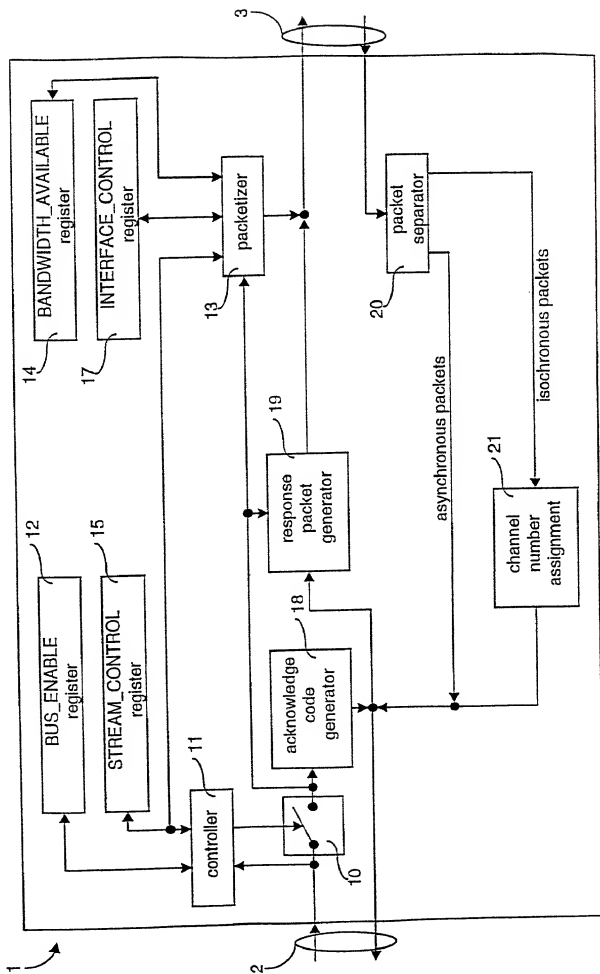 1
2
3
BUS_ENABLE
register
12
STREAM_CONTROL
register
15
14
BANDWIDTH_AVAILABLE
register
17
INTERFACE_CONTROL
register
controller
11
10
acknowledge
code
generator
18
response
packet
generator
19
packetizer
13
packet
separator
20
asynchronous packets
isochronous packets
channel
number
assignment
21